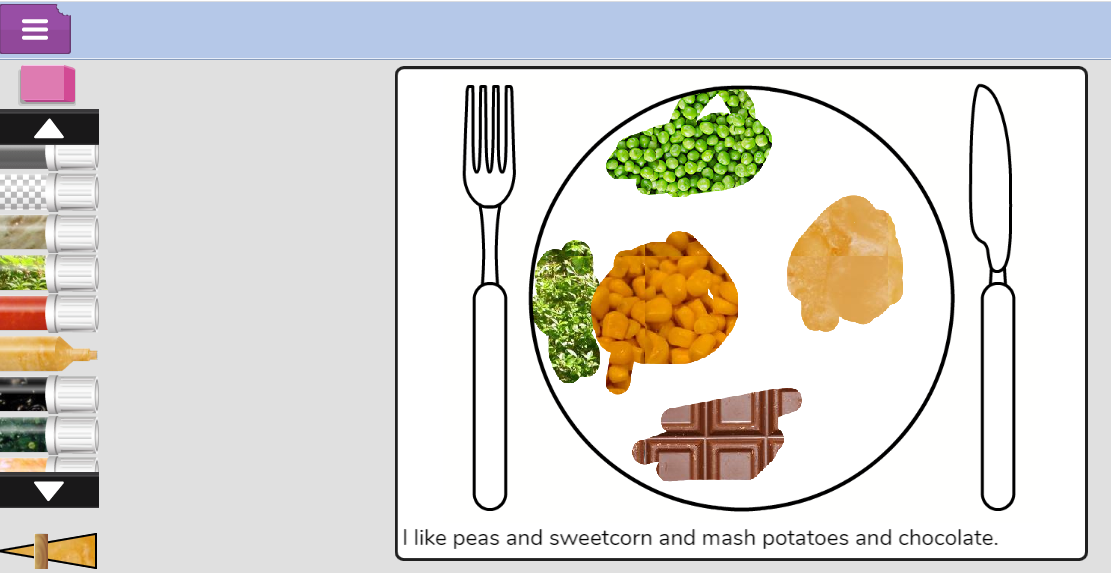 I like peas and sweetcorn and mash potatoes and chocolate.